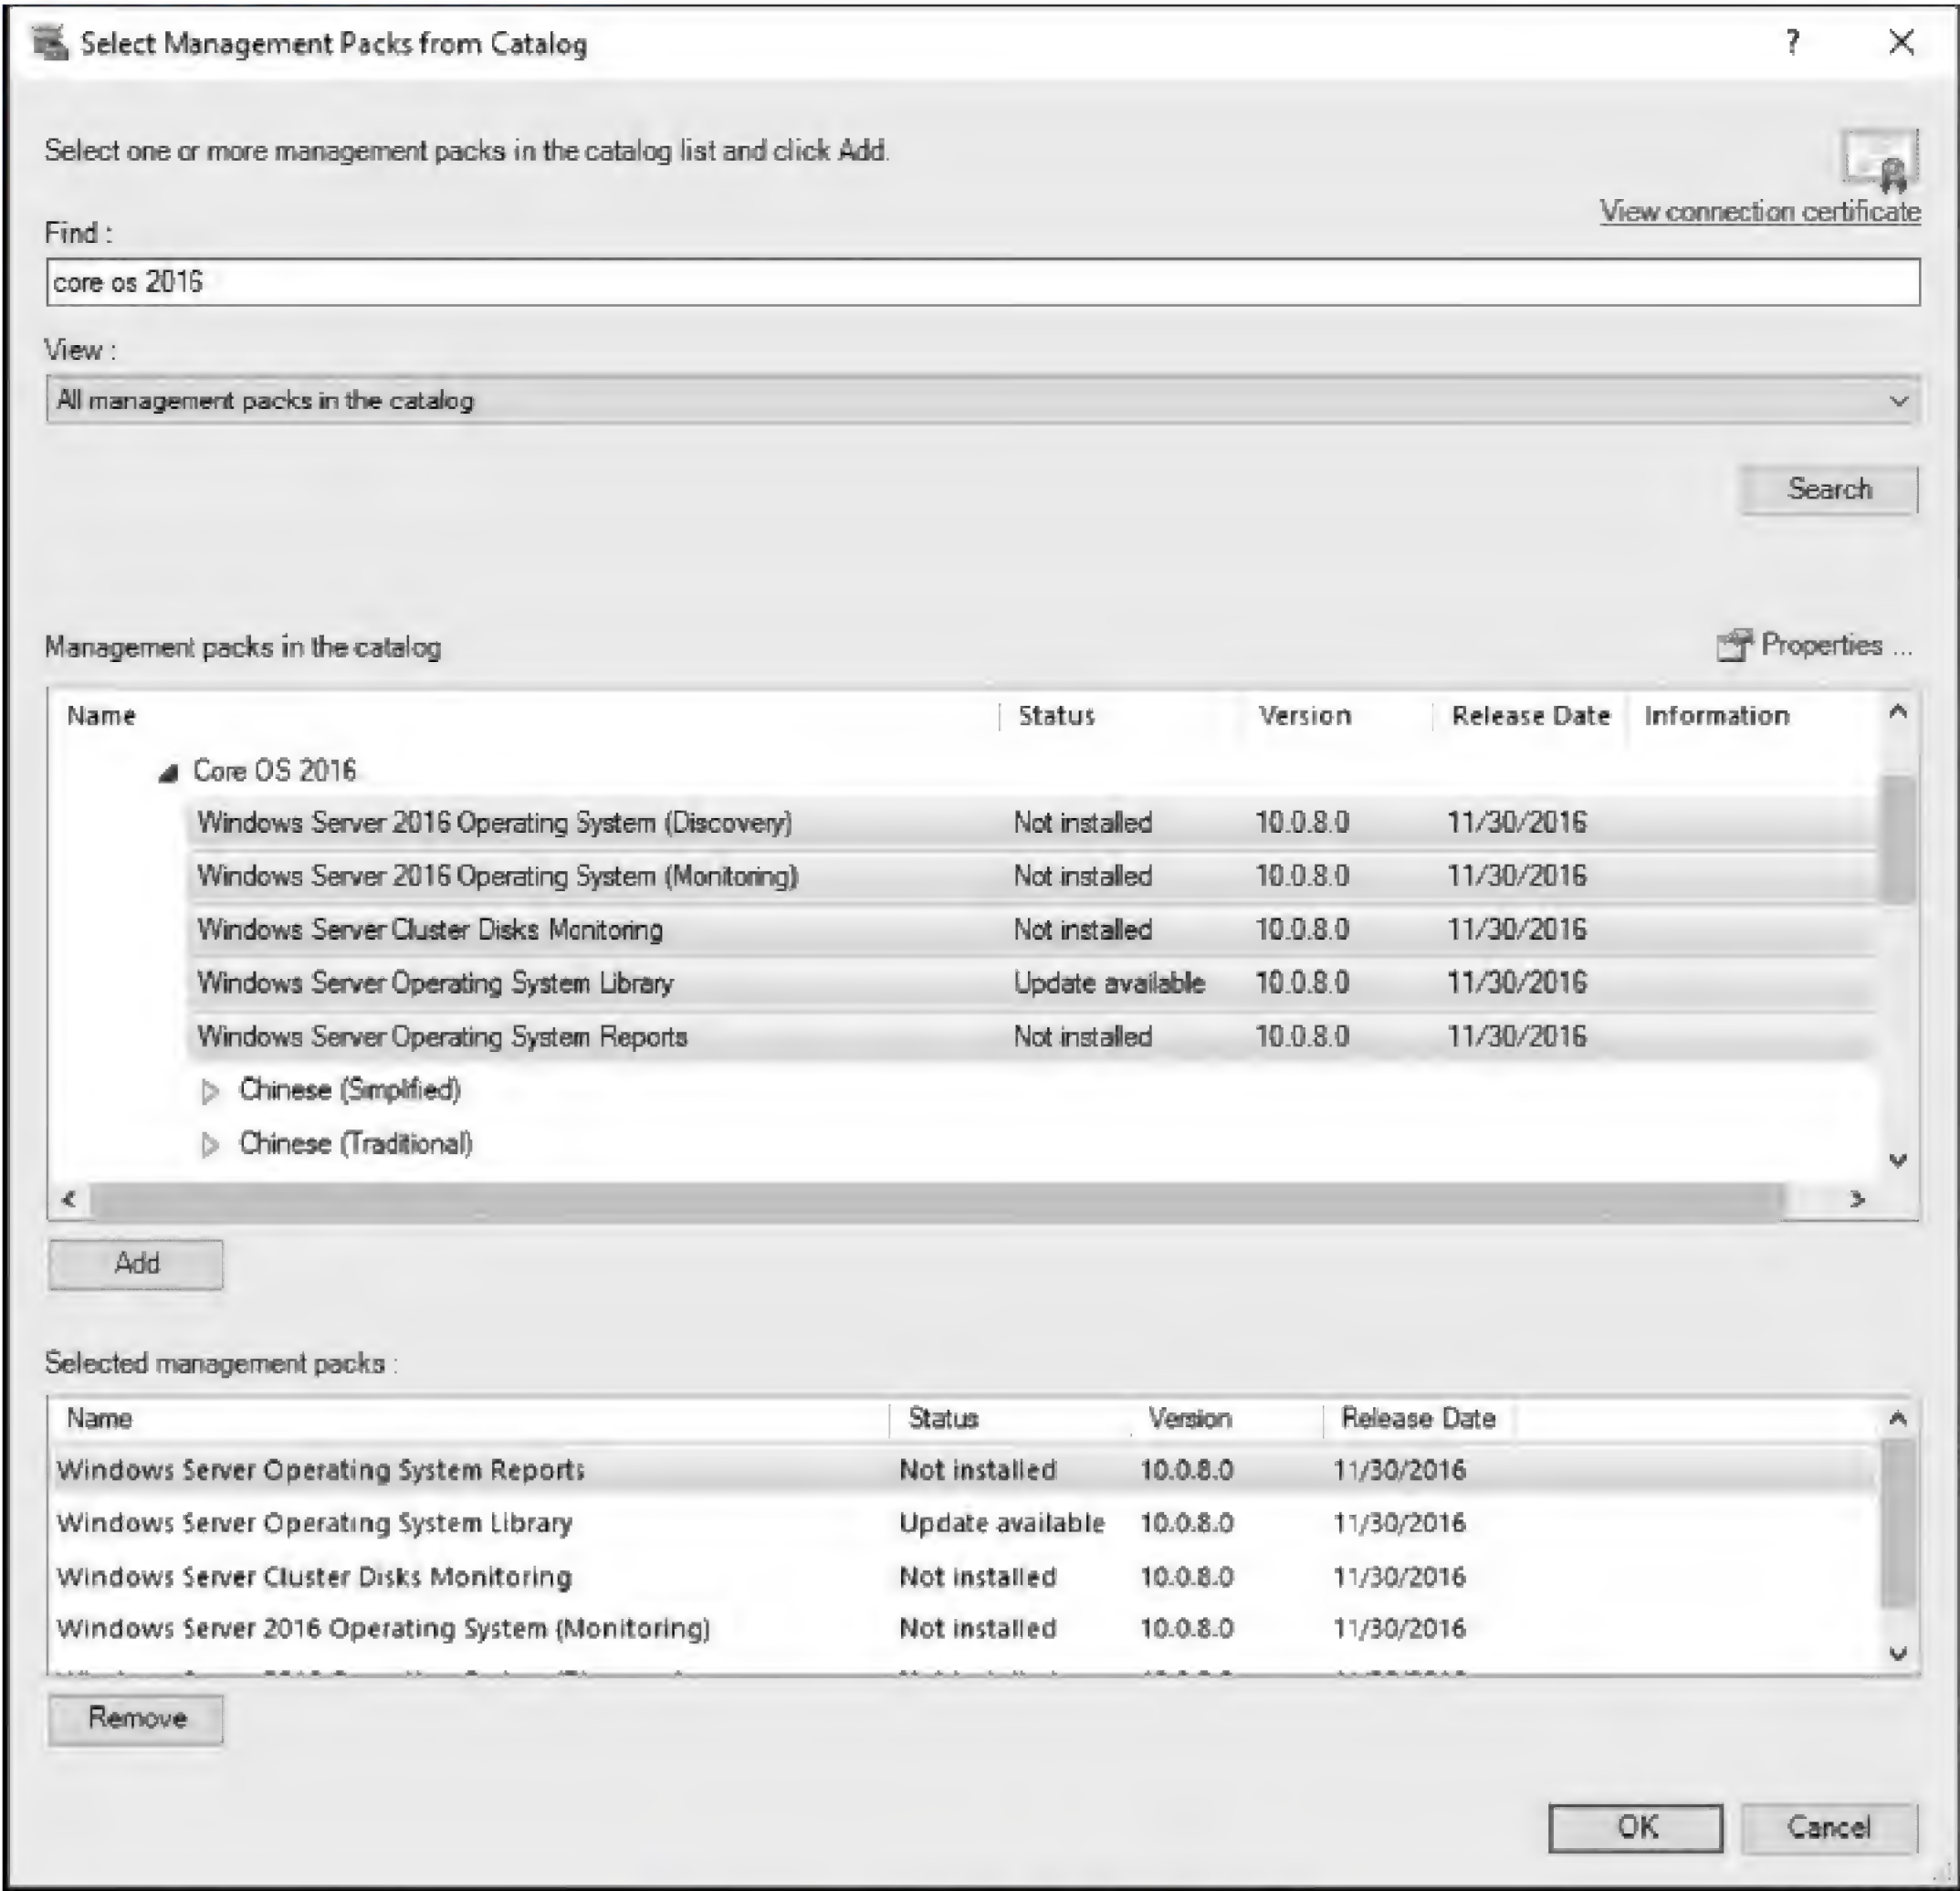 Select Management Packs from Catalog ?
Select one or more management packs in the catalog list and click Add.
View connection certificate
Find :
core os 2016
View :
All management packs in the catalog
Search
Management packs in the catalog Properties ...
Name Status Version Release Date Information
Core OS 2016
Windows Server 2016 Operating System (Discovery) Not installed 10.0.8.0 11/30/2016
Windows Server 2016 Operating System (Monitoring) Not installed 10.0.8.0 11/30/2016
Windows Server Cluster Disks Monitoring Not installed 10.0.8.0 11/30/2016
Windows Server Operating System Library Update available 10.0.8.0 11/30/2016
Windows Server Operating System Reports Not installed 10.0.8.0 11/30/2016
Chinese (Simplified)
Chinese (Traditional)
Add
Selected management packs :
Name Status Version Release Date
Windows Server Operating System Reports Not installed 10.0.8.0 11/30/2016
Windows Server Operating System Library Update available 10.0.8.0 11/30/2016
Windows Server Cluster Disks Monitoring Not installed 10.0.8.0 11/30/2016
Windows Server 2016 Operating System (Monitoring) Not installed 10.0.8.0 11/30/2016
Remove
OK Cancel